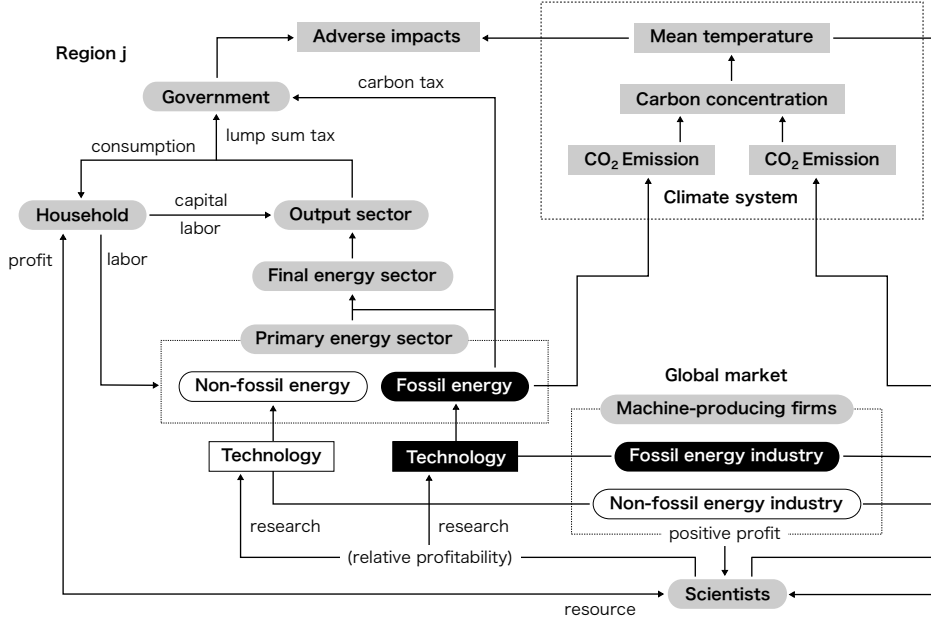 Adverse impacts
Mean temperature
Region j
carbon tax
Government
Carbon concentration
lump sum tax
consumption
CO₂ Emission
CO₂ Emission
Climate system
Household
capital
labor
Output sector
profit
labor
Final energy sector
Primary energy sector
Non-fossil energy
Fossil energy
Global market
Machine-producing firms
Technology
Technology
Fossil energy industry
Non-fossil energy industry
research
research
positive profit
(relative profitability)
Scientists
resource